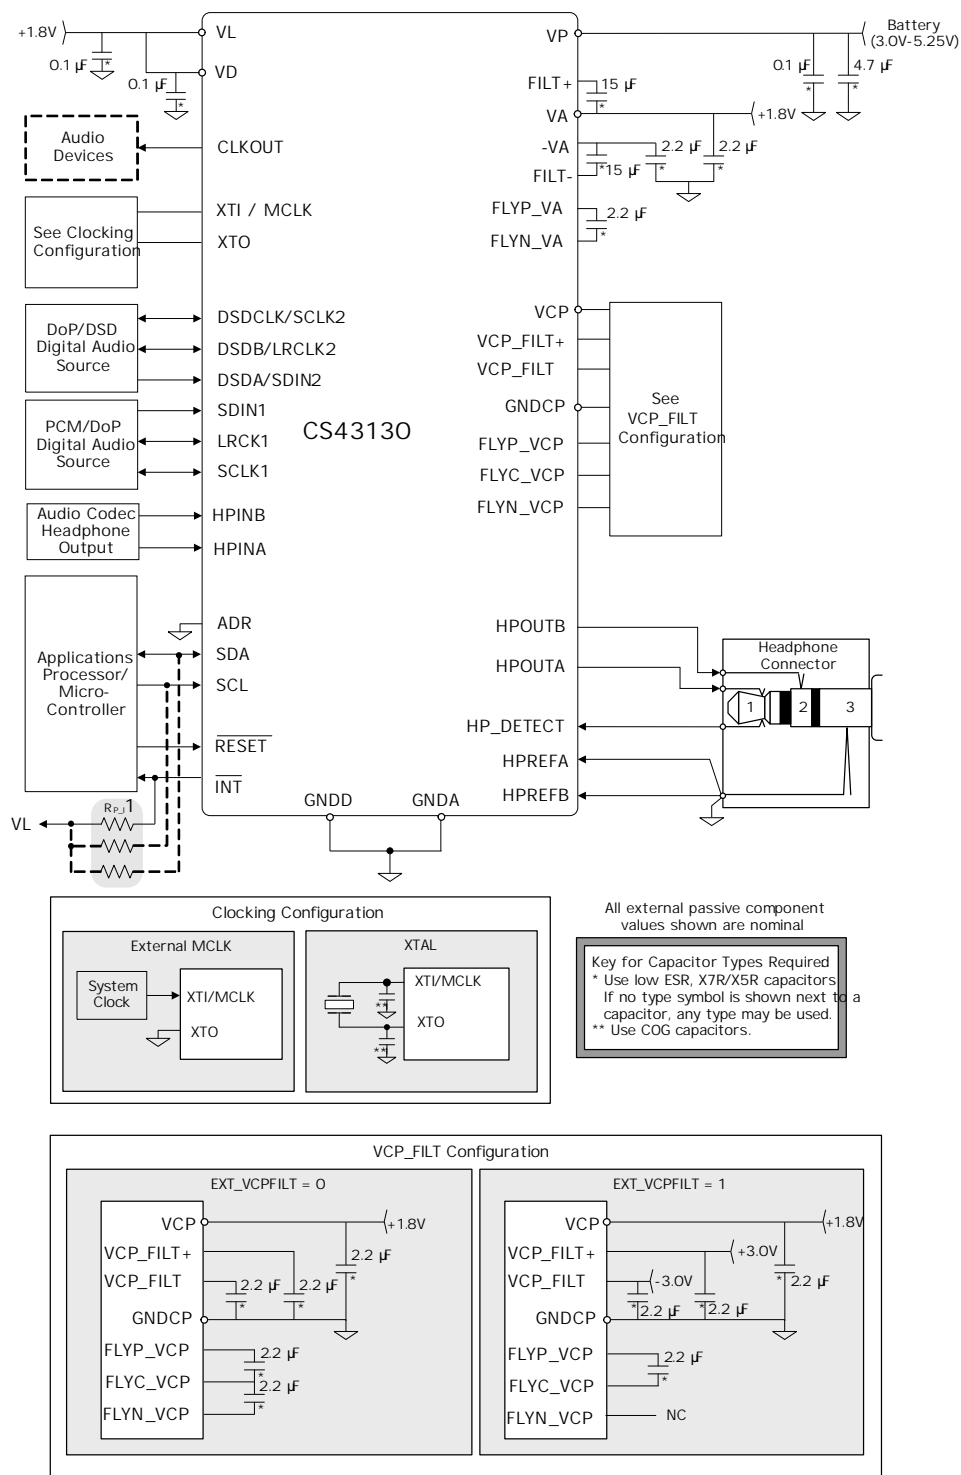 +1.8V
VL
0.1 µF
VD
0.1 µF
Audio
Devices
CLKOUT
See Clocking
Configuration
XTI / MCLK
XTO
DoP/DSD
Digital Audio
Source
DSDCLK/SCLK2
DSDB/LRCLK2
DSDA/SDIN2
PCM/DoP
Digital Audio
Source
SDIN1
LRCK1
SCLK1
Audio Codec
Headphone
Output
HPINB
HPINA
Applications
Processor/
Micro-
Controller
ADR
SDA
SCL
RESET
INT
VL
RP_I 1
CS43130
GNDD
GNDA
VP
Battery
(3.0V-5.25V)
0.1 µF
4.7 µF
FILT+
15 µF
VA
+1.8V
-VA
2.2 µF
2.2 µF
FILT-
15 µF
FLYP_VA
2.2 µF
FLYN_VA
VCP
VCP_FILT+
VCP_FILT
GNDCP
FLYP_VCP
FLYC_VCP
FLYN_VCP
See
VCP_FILT
Configuration
HPOUTB
HPOUTA
HP_DETECT
HPREFA
HPREFB
Headphone
Connector
1
2
3
Clocking Configuration
External MCLK
System
Clock
XTI/MCLK
XTO
XTAL
XTI/MCLK
XTO
**
**
All external passive component
values shown are nominal
Key for Capacitor Types Required
* Use low ESR, X7R/X5R capacitors
If no type symbol is shown next to a
capacitor, any type may be used.
** Use COG capacitors.
VCP_FILT Configuration
EXT_VCPFILT = 0
VCP
+1.8V
VCP_FILT+
2.2 µF
VCP_FILT
2.2 µF
2.2 µF
GNDCP
FLYP_VCP
2.2 µF
FLYC_VCP
2.2 µF
FLYN_VCP
EXT_VCPFILT = 1
VCP
+1.8V
VCP_FILT+
+3.0V
VCP_FILT
-3.0V
2.2 µF
2.2 µF
2.2 µF
GNDCP
FLYP_VCP
2.2 µF
FLYC_VCP
FLYN_VCP
NC